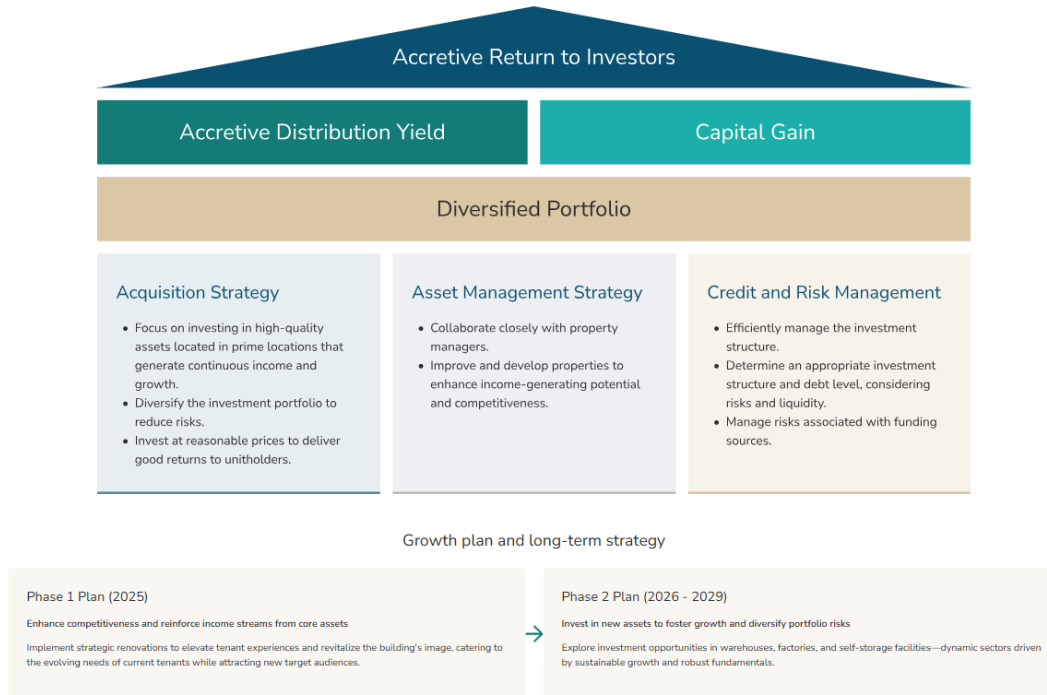 Accretive Return to Investors
Accretive Distribution Yield
Capital Gain
Diversified Portfolio
Acquisition Strategy
• Focus on investing in high-quality
assets located in prime locations that
generate continuous income and
growth.
• Diversify the investment portfolio to
reduce risks.
• Invest at reasonable prices to deliver
good returns to unitholders.
Asset Management Strategy
• Collaborate closely with property
managers.
• Improve and develop properties to
enhance income-generating potential
and competitiveness.
Credit and Risk Management
• Efficiently manage the investment
structure.
• Determine an appropriate investment
structure and debt level, considering
risks and liquidity.
• Manage risks associated with funding
sources.
Growth plan and long-term strategy
Phase 1 Plan (2025)
Enhance competitiveness and reinforce income streams from core assets
Implement strategic renovations to elevate tenant experiences and revitalize the building's image, catering to
the evolving needs of current tenants while attracting new target audiences.
Phase 2 Plan (2026 - 2029)
Invest in new assets to foster growth and diversify portfolio risks
Explore investment opportunities in warehouses, factories, and self-storage facilities—dynamic sectors driven
by sustainable growth and robust fundamentals.